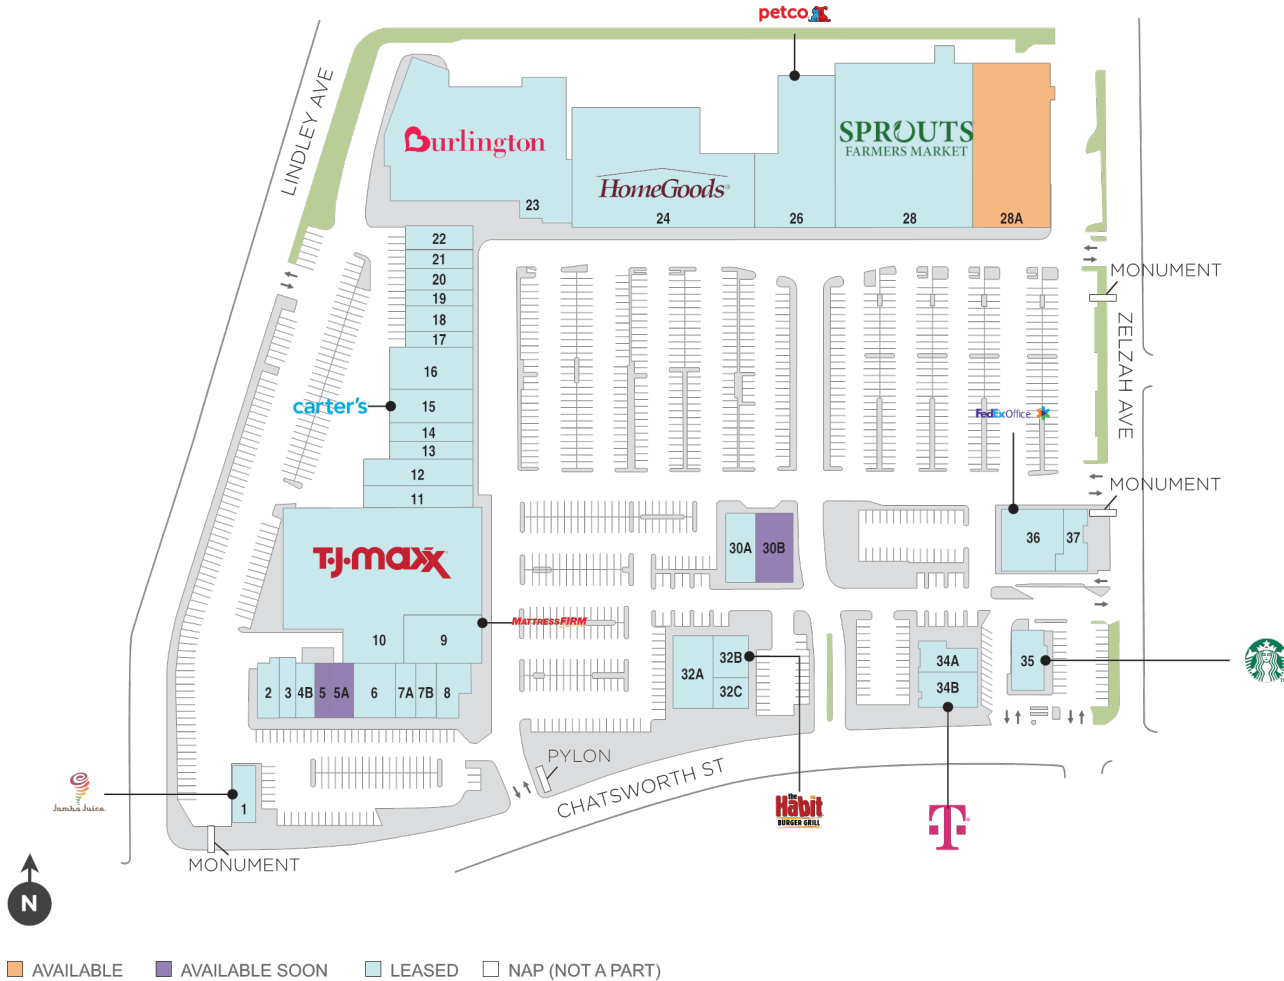 petco
LINDLEY AVE
Burlington
23
HomeGoods
24
26
SPROUTS
FARMERS MARKET
28
28A
22
21
20
19
18
17
16
carter's
15
14
13
12
11
MONUMENT
ZELZAH AVE
FedEx Office
MONUMENT
T·J·maxx
30A
30B
36
37
MATTRESSFIRM
10
9
2
3
4B
5
5A
6
7A
7B
8
32A
32B
32C
34A
34B
35
PYLON
CHATSWORTH ST
Jamba Juice
1
MONUMENT
the
Habit
BURGER GRILL
T
N
AVAILABLE
AVAILABLE SOON
LEASED
NAP (NOT A PART)